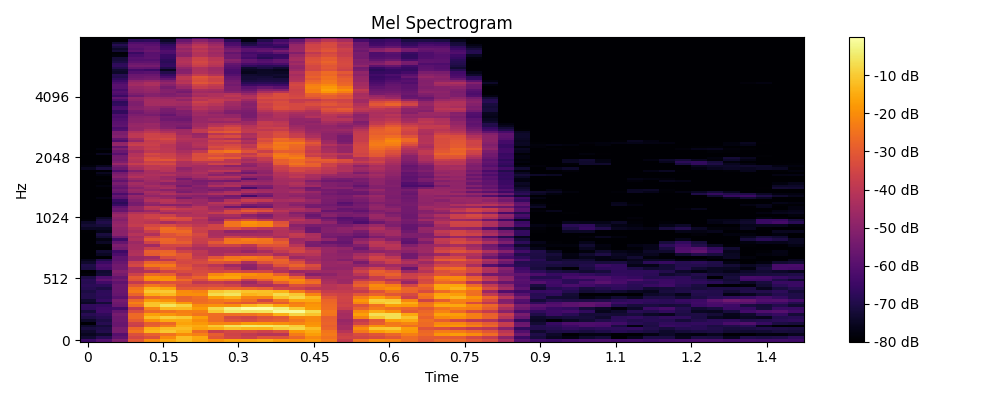 Mel Spectrogram
Hz
4096
2048
1024
512
0
0 0.15 0.3 0.45 0.6 0.75 0.9 1.1 1.2 1.4
Time
-10 dB
-20 dB
-30 dB
-40 dB
-50 dB
-60 dB
-70 dB
-80 dB